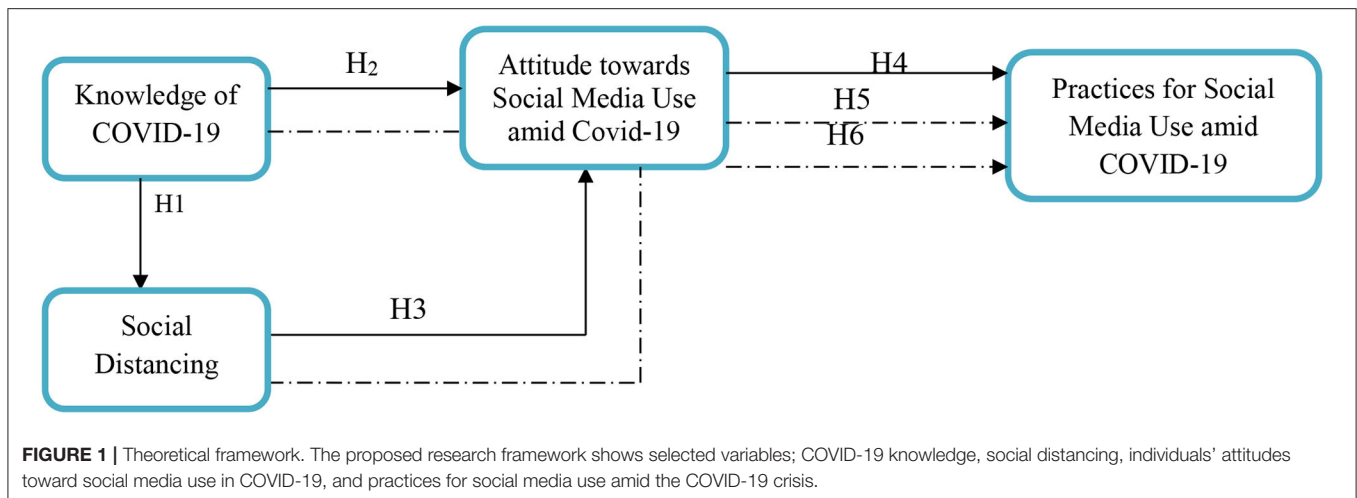 Knowledge of
COVID-19
H2
Attitude towards
Social Media Use
amid Covid-19
H4
H5
H6
Practices for Social
Media Use amid
COVID-19
H1
Social
Distancing
H3
FIGURE 1 | Theoretical framework. The proposed research framework shows selected variables; COVID-19 knowledge, social distancing, individuals' attitudes
toward social media use in COVID-19, and practices for social media use amid the COVID-19 crisis.